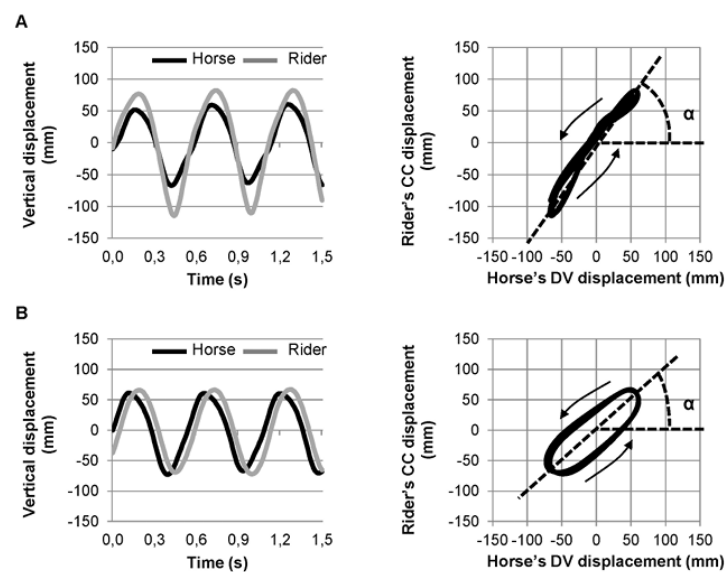 A
Vertical displacement
(mm)
150
100
50
0
-50
-100
-150
Horse
Rider
0,0 0,3 0,6 0,9 1,2 1,5
Time (s)
Rider's CC displacement
(mm)
150
100
50
0
-50
-100
-150
α
-150 -100 -50 0 50 100 150
Horse's DV displacement (mm)
B
Vertical displacement
(mm)
150
100
50
0
-50
-100
-150
Horse
Rider
0,0 0,3 0,6 0,9 1,2 1,5
Time (s)
Rider's CC displacement
(mm)
150
100
50
0
-50
-100
-150
α
-150 -100 -50 0 50 100 150
Horse's DV displacement (mm)